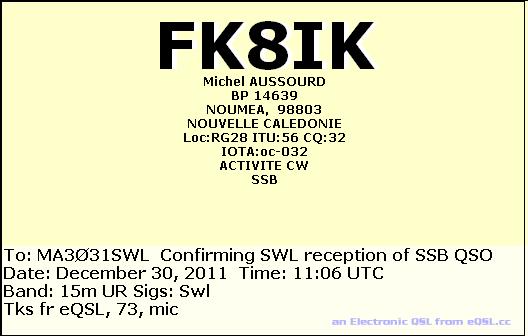 FK8IK
Michel AUSSOURD
BP 14639
NOUMEA, 98803
NOUVELLE CALEDONIE
Loc:RG28 ITU:56 CQ:32
IOTA:oc-032
ACTIVITE CW
SSB
To: MA3Ø31SWL Confirming SWL reception of SSB QSO
Date: December 30, 2011 Time: 11:06 UTC
Band: 15m UR Sigs: Swl
Tks fr eQSL, 73, mic
an Electronic QSL from eQSL.cc